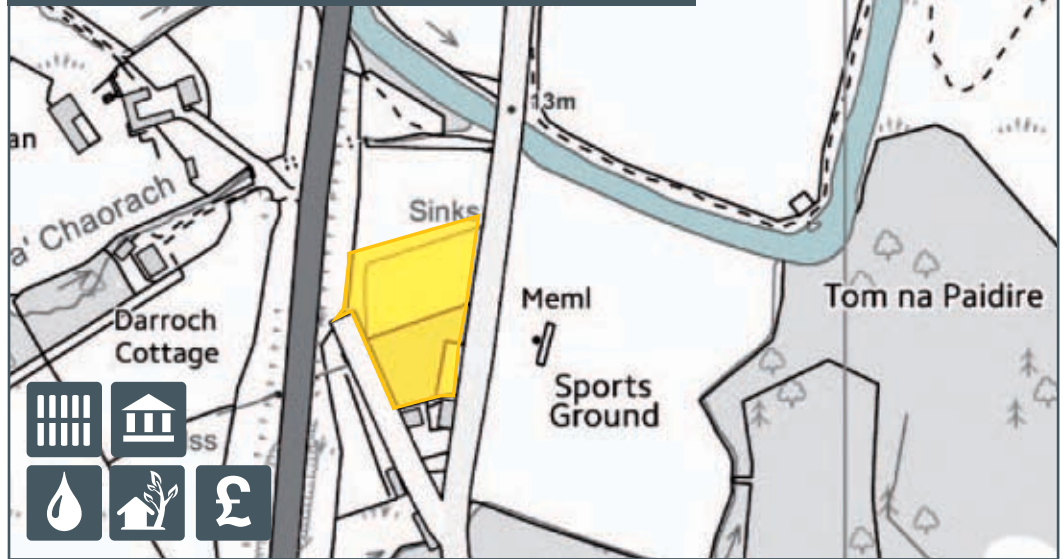 13m
an
a' Chaorach
Sinks
Meml
Tom na Paidire
Darroch
Cottage
Sports
Ground
ss
£